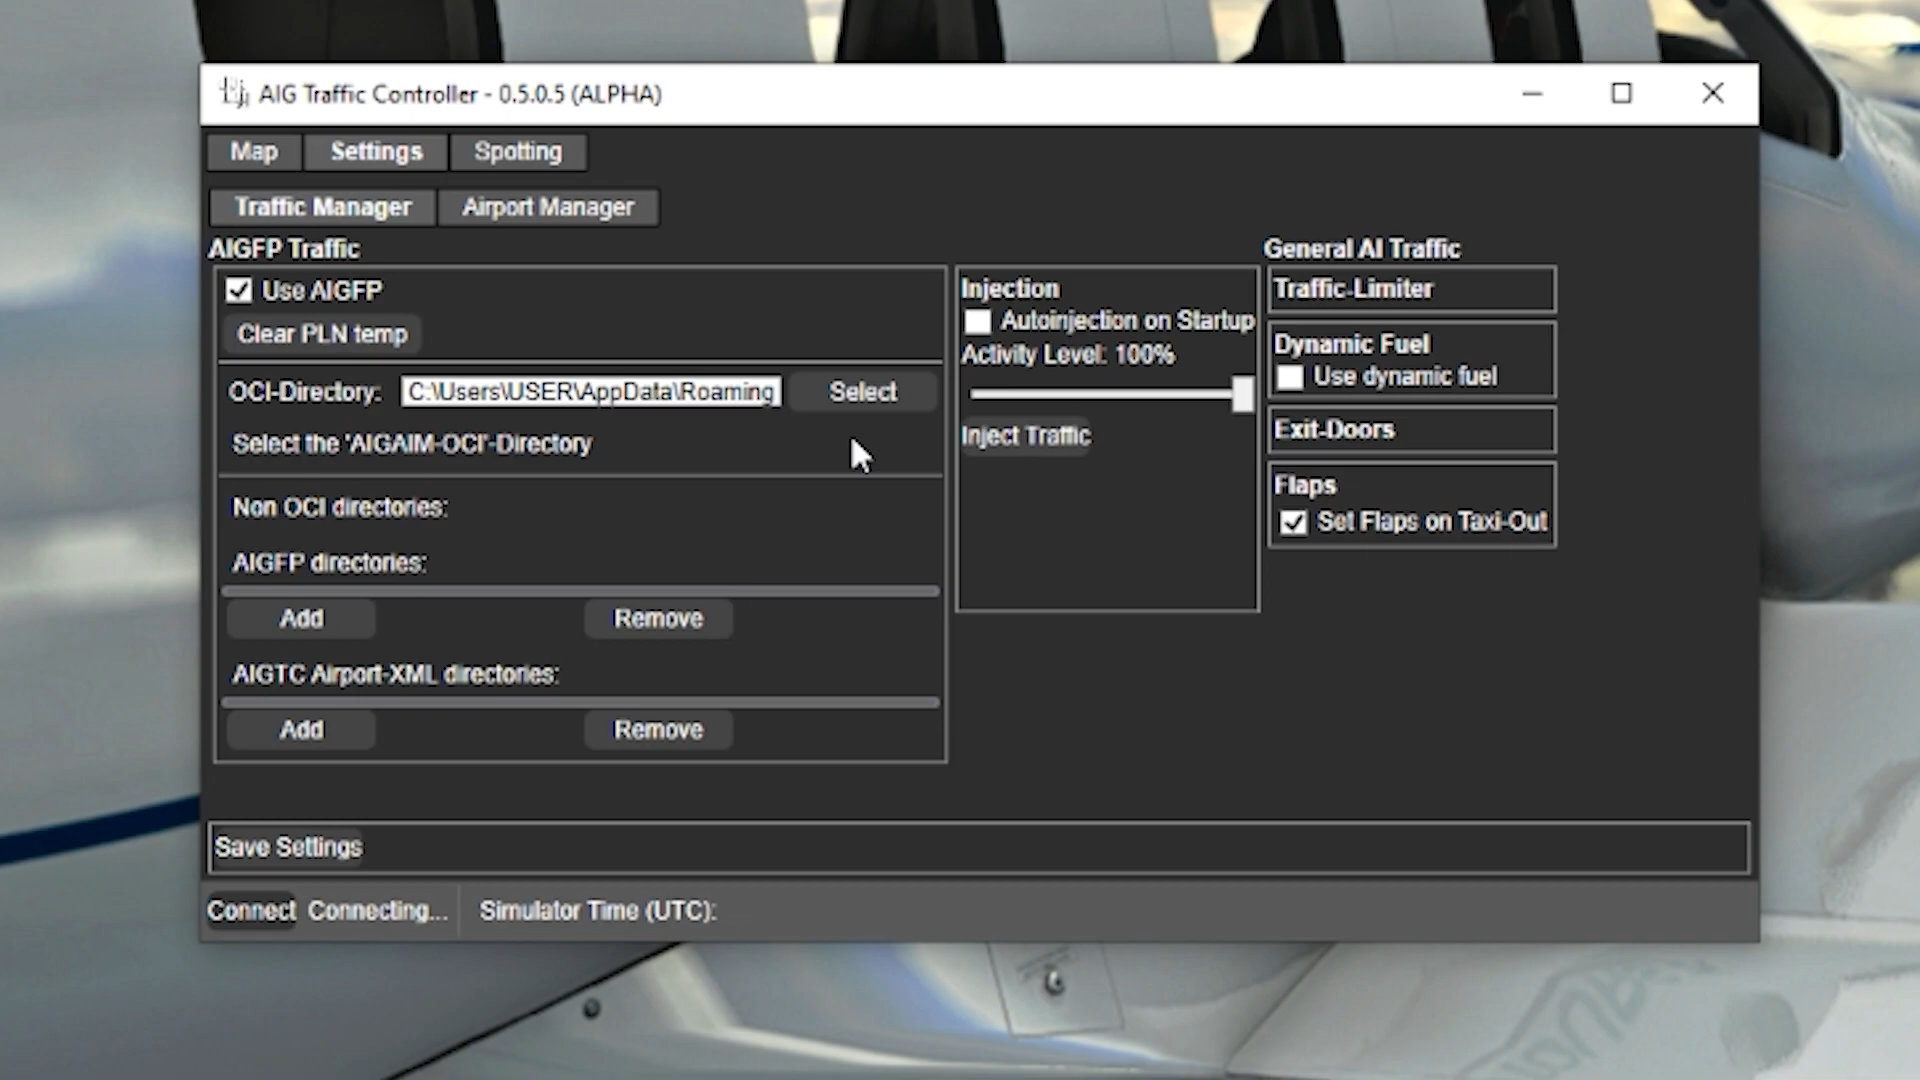 AIG Traffic Controller - 0.5.0.5 (ALPHA)
Map Settings Spotting
Traffic Manager Airport Manager
AIGFP Traffic
Use AIGFP
Clear PLN temp
OCI-Directory: C:\Users\USER\AppData\Roaming Select
Select the 'AIGAIM-OCI'-Directory
Non OCI directories:
AIGFP directories:
Add Remove
AIGTC Airport-XML directories:
Add Remove
Injection
Autoinjection on Startup
Activity Level: 100%
Inject Traffic
General AI Traffic
Traffic-Limiter
Dynamic Fuel
Use dynamic fuel
Exit-Doors
Flaps
Set Flaps on Taxi-Out
Save Settings
Connect Connecting... Simulator Time (UTC):